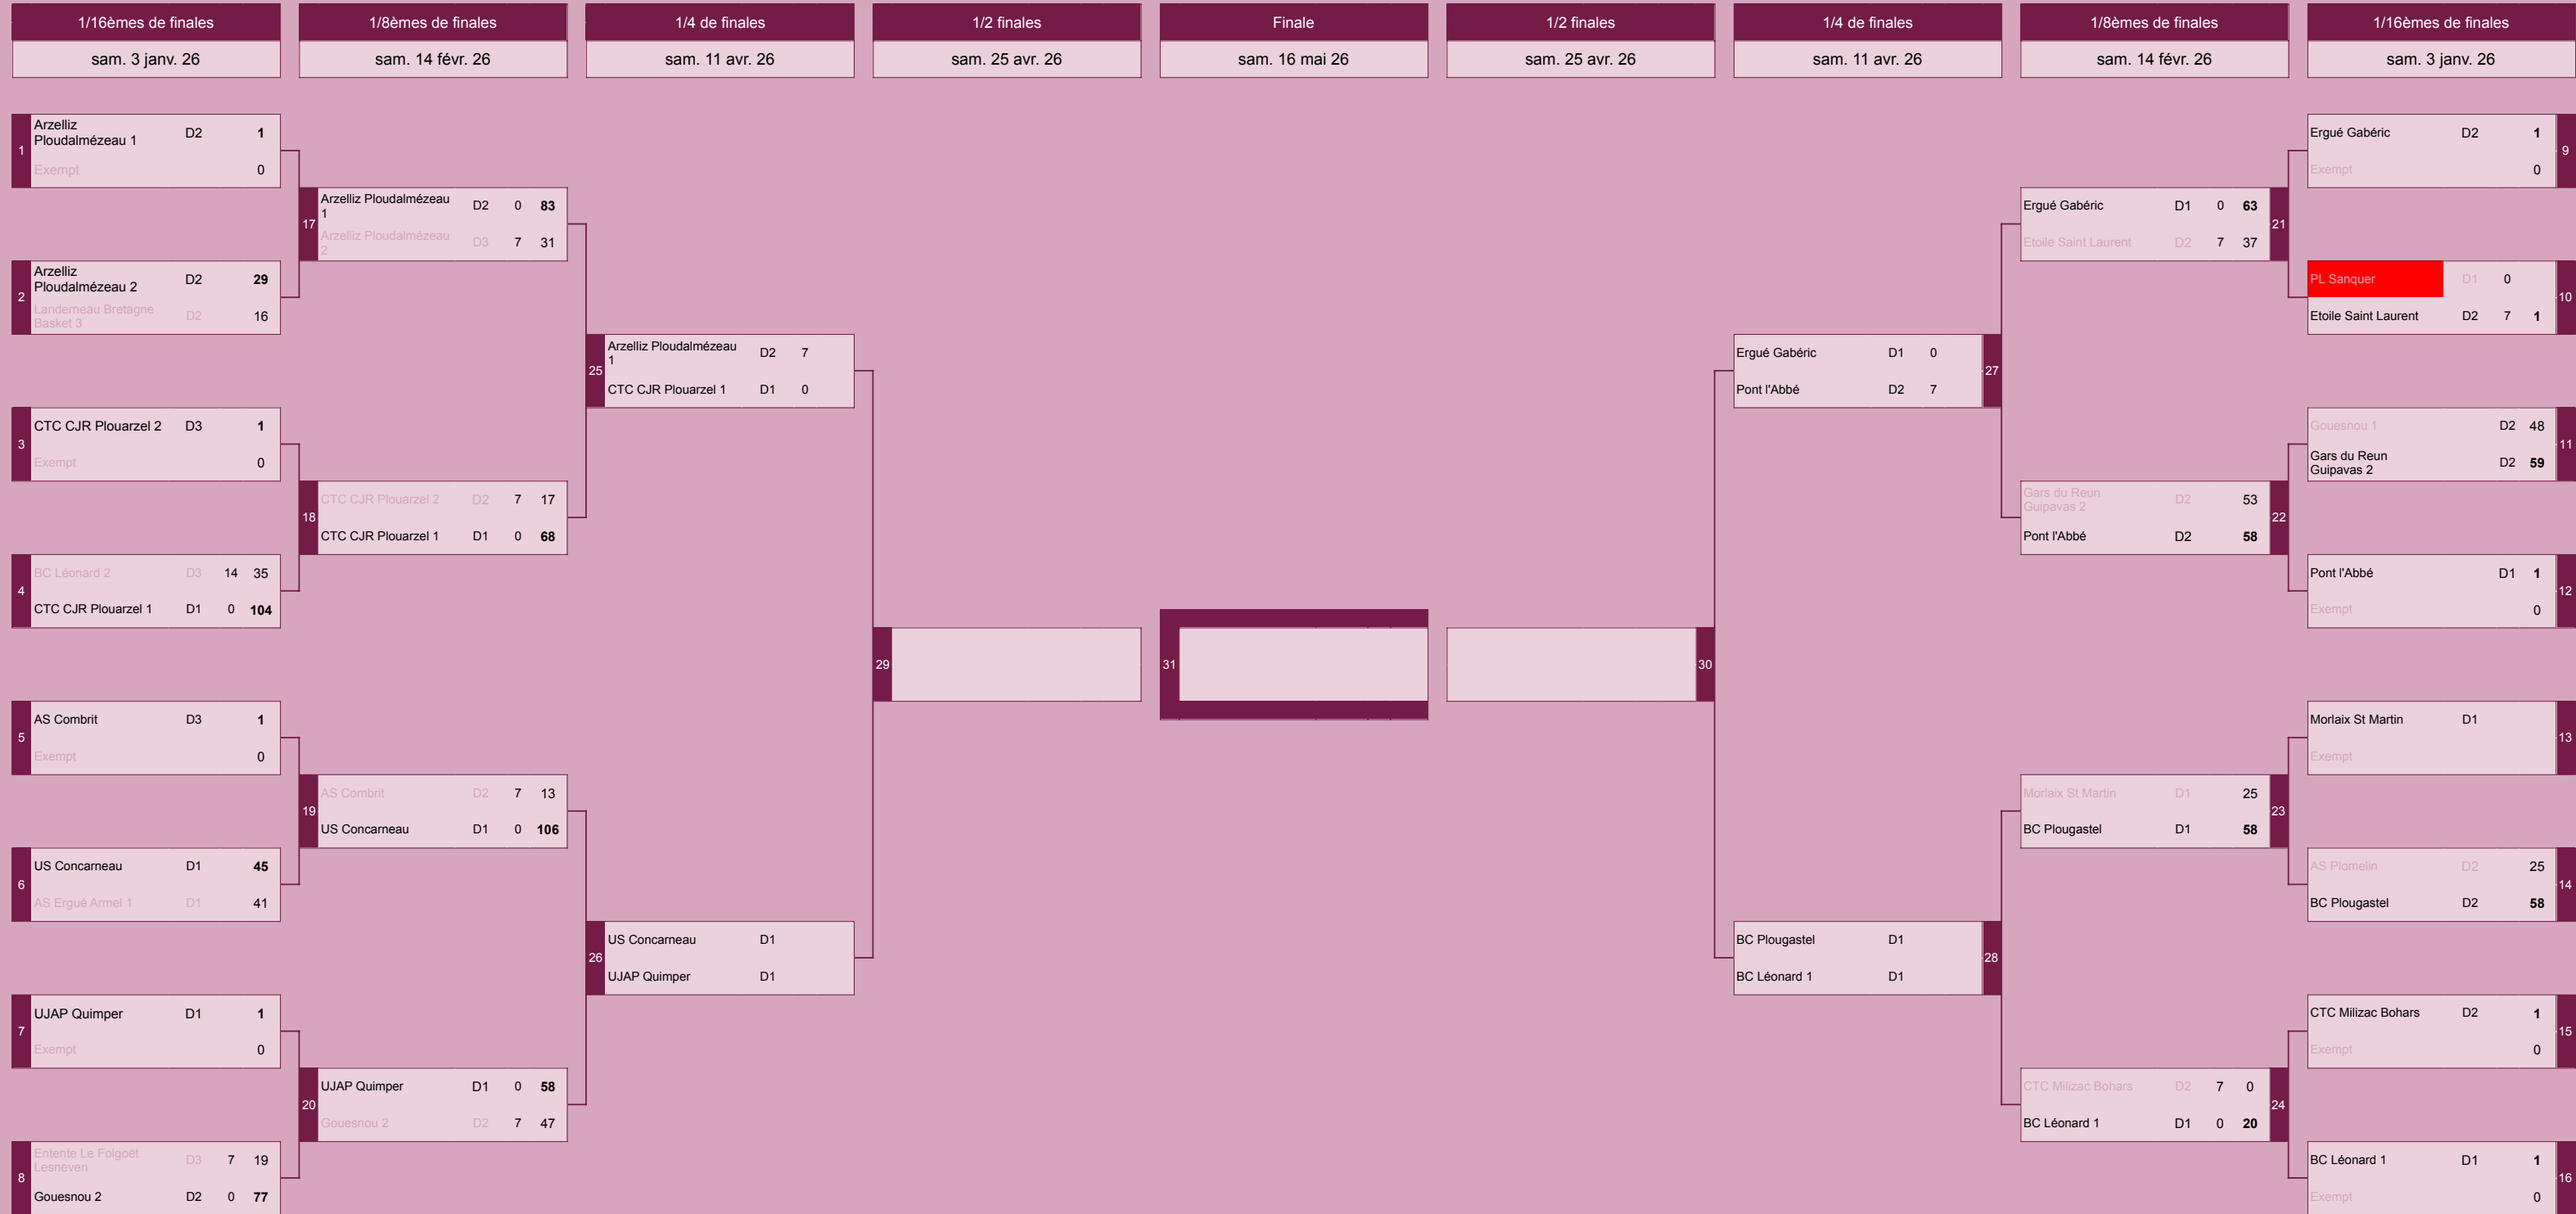 1/16èmes de finales
1/8èmes de finales
1/4 de finales
1/2 finales
Finale
1/2 finales
1/4 de finales
1/8èmes de finales
1/16èmes de finales
sam. 3 janv. 26
sam. 14 févr. 26
sam. 11 avr. 26
sam. 25 avr. 26
sam. 16 mai 26
sam. 25 avr. 26
sam. 11 avr. 26
sam. 14 févr. 26
sam. 3 janv. 26
1
Arzelliz
Ploudalmézeau 1 D2 1
Exempt 0
2
Arzelliz
Ploudalmézeau 2 D2 29
Landerneau Bretagne
Basket 3 D2 16
3
CTC CJR Plouarzel 2 D3 1
Exempt 0
4
BC Léonard 2 D3 14 35
CTC CJR Plouarzel 1 D1 0 104
5
AS Combrit D3 1
Exempt 0
6
US Concarneau D1 45
AS Ergué Armel 1 D1 41
7
UJAP Quimper D1 1
Exempt 0
8
Entente Le Folgoët
Lesneven D3 7 19
Gouesnou 2 D2 0 77
17
Arzelliz Ploudalmézeau
1 D2 0 83
Arzelliz Ploudalmézeau
2 D3 7 31
18
CTC CJR Plouarzel 2 D2 7 17
CTC CJR Plouarzel 1 D1 0 68
19
AS Combrit D2 7 13
US Concarneau D1 0 106
20
UJAP Quimper D1 0 58
Gouesnou 2 D2 7 47
25
Arzelliz Ploudalmézeau
1 D2 7
CTC CJR Plouarzel 1 D1 0
26
US Concarneau D1
UJAP Quimper D1
29
31
30
Ergué Gabéric D1 0
Pont l'Abbé D2 7
27
BC Plougastel D1
BC Léonard 1 D1
28
Ergué Gabéric D1 0 63
Etoile Saint Laurent D2 7 37
21
Gars du Reun
Guipavas 2 D2 53
Pont l'Abbé D2 58
22
Morlaix St Martin D1 25
BC Plougastel D1 58
23
CTC Milizac Bohars D2 7 0
BC Léonard 1 D1 0 20
24
Ergué Gabéric D2 1
Exempt 0
9
PL Sanquer D1 0
Etoile Saint Laurent D2 7 1
10
Gouesnou 1 D2 48
Gars du Reun
Guipavas 2 D2 59
11
Pont l'Abbé D1 1
Exempt 0
12
Morlaix St Martin D1
Exempt
13
AS Plomelin D2 25
BC Plougastel D2 58
14
CTC Milizac Bohars D2 1
Exempt 0
15
BC Léonard 1 D1 1
Exempt 0
16